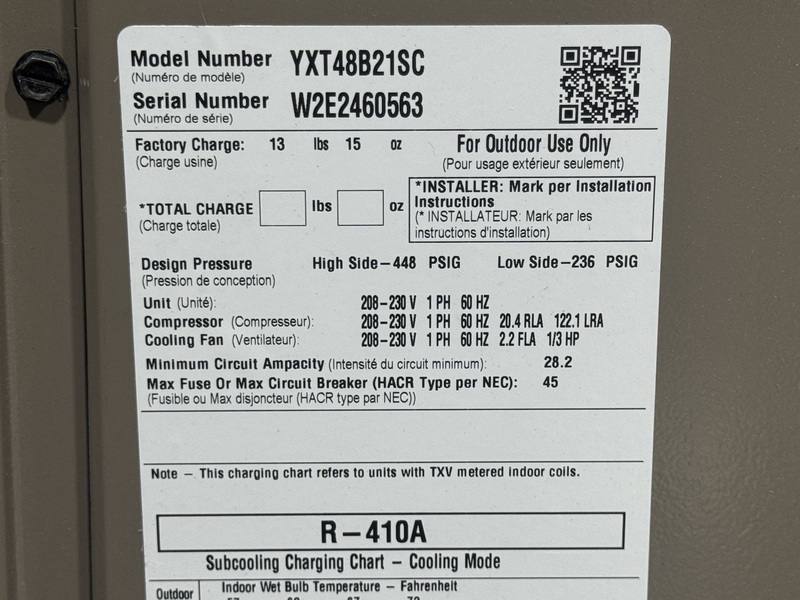 Model Number YXT48B21SC
(Numéro de modèle)
Serial Number W2E2460563
(Numéro de série)
Factory Charge: 13 lbs 15 oz For Outdoor Use Only
(Charge usine) (Pour usage extérieur seulement)
*INSTALLER: Mark per Installation
Instructions
(* INSTALLATEUR: Mark par les
instructions d'installation)
*TOTAL CHARGE lbs oz
(Charge totale)
Design Pressure High Side-448 PSIG Low Side-236 PSIG
(Pression de conception)
Unit (Unité): 208-230 V 1 PH 60 HZ
Compressor (Compresseur): 208-230 V 1 PH 60 HZ 20.4 RLA 122.1 LRA
Cooling Fan (Ventilateur): 208-230 V 1 PH 60 HZ 2.2 FLA 1/3 HP
Minimum Circuit Ampacity (Intensité du circuit minimum): 28.2
Max Fuse Or Max Circuit Breaker (HACR Type per NEC): 45
(Fusible ou Max disjoncteur (HACR type par NEC))
Note - This charging chart refers to units with TXV metered indoor coils.
R-410A
Subcooling Charging Chart - Cooling Mode
Outdoor Indoor Wet Bulb Temperature - Fahrenheit